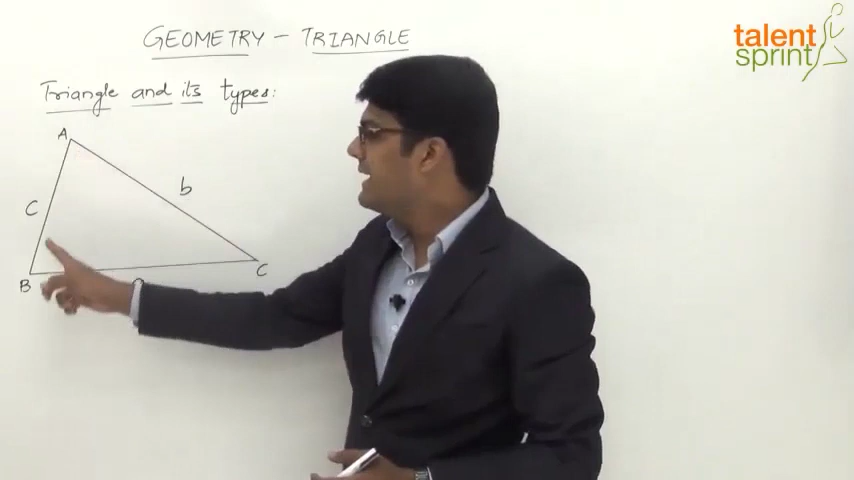 GEOMETRY – TRIANGLE
talent
sprint
Triangle and its types:
A
b
C
C
B